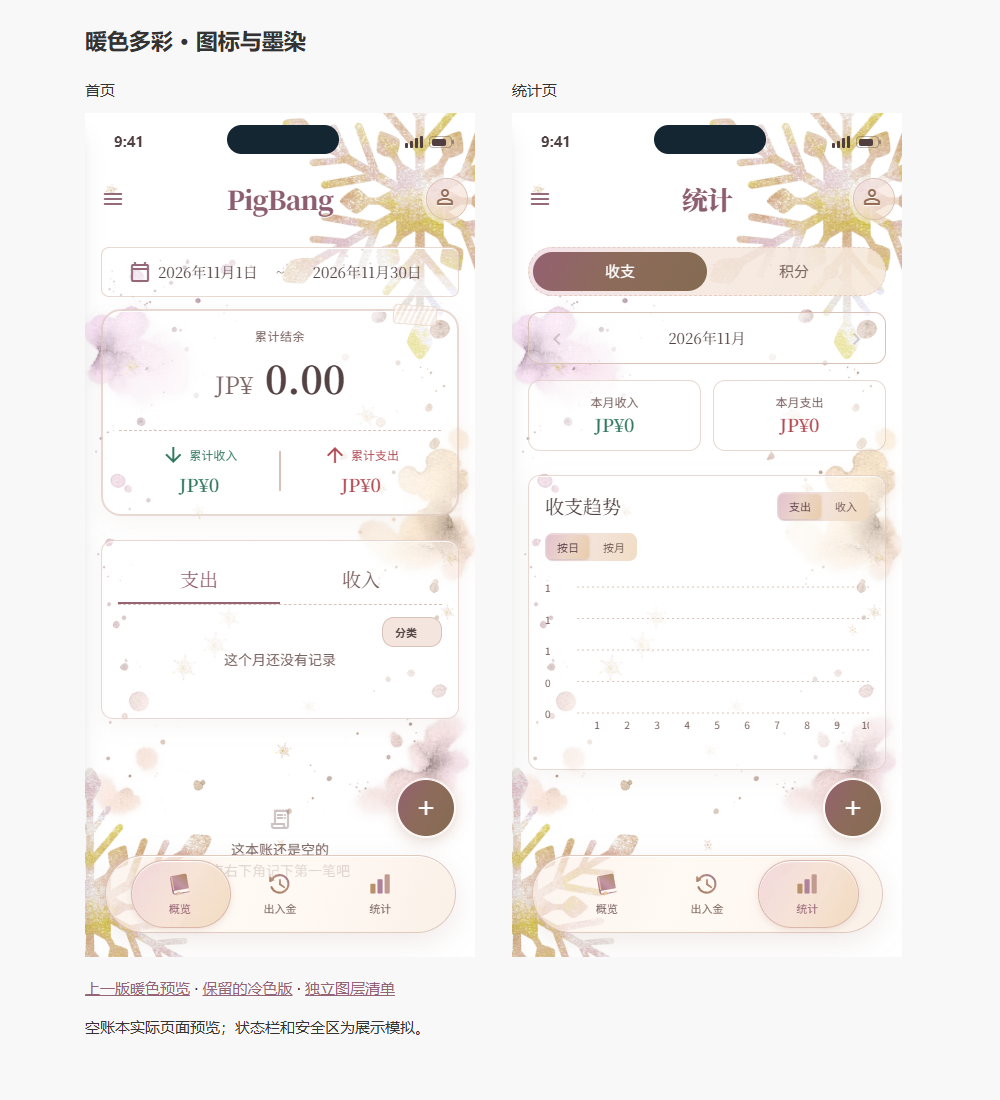 暖色多彩 · 图标与墨染
首页
9:41
PigBang
2026年11月1日 ~ 2026年11月30日
累计结余
JP¥ 0.00
累计收入 累计支出
JP¥0 JP¥0
支出 收入
分类
这个月还没有记录
这本账还是空的
右下角记下第一笔吧
概览 出入金 统计
统计页
9:41
统计
收支 积分
2026年11月
本月收入 本月支出
JP¥0 JP¥0
收支趋势 支出 收入
按日 按月
1
1
1
0
0
1 2 3 4 5 6 7 8 9
概览 出入金 统计
上一版暖色预览 · 保留的冷色版 · 独立图层清单
空账本实际页面预览；状态栏和安全区为展示模拟。